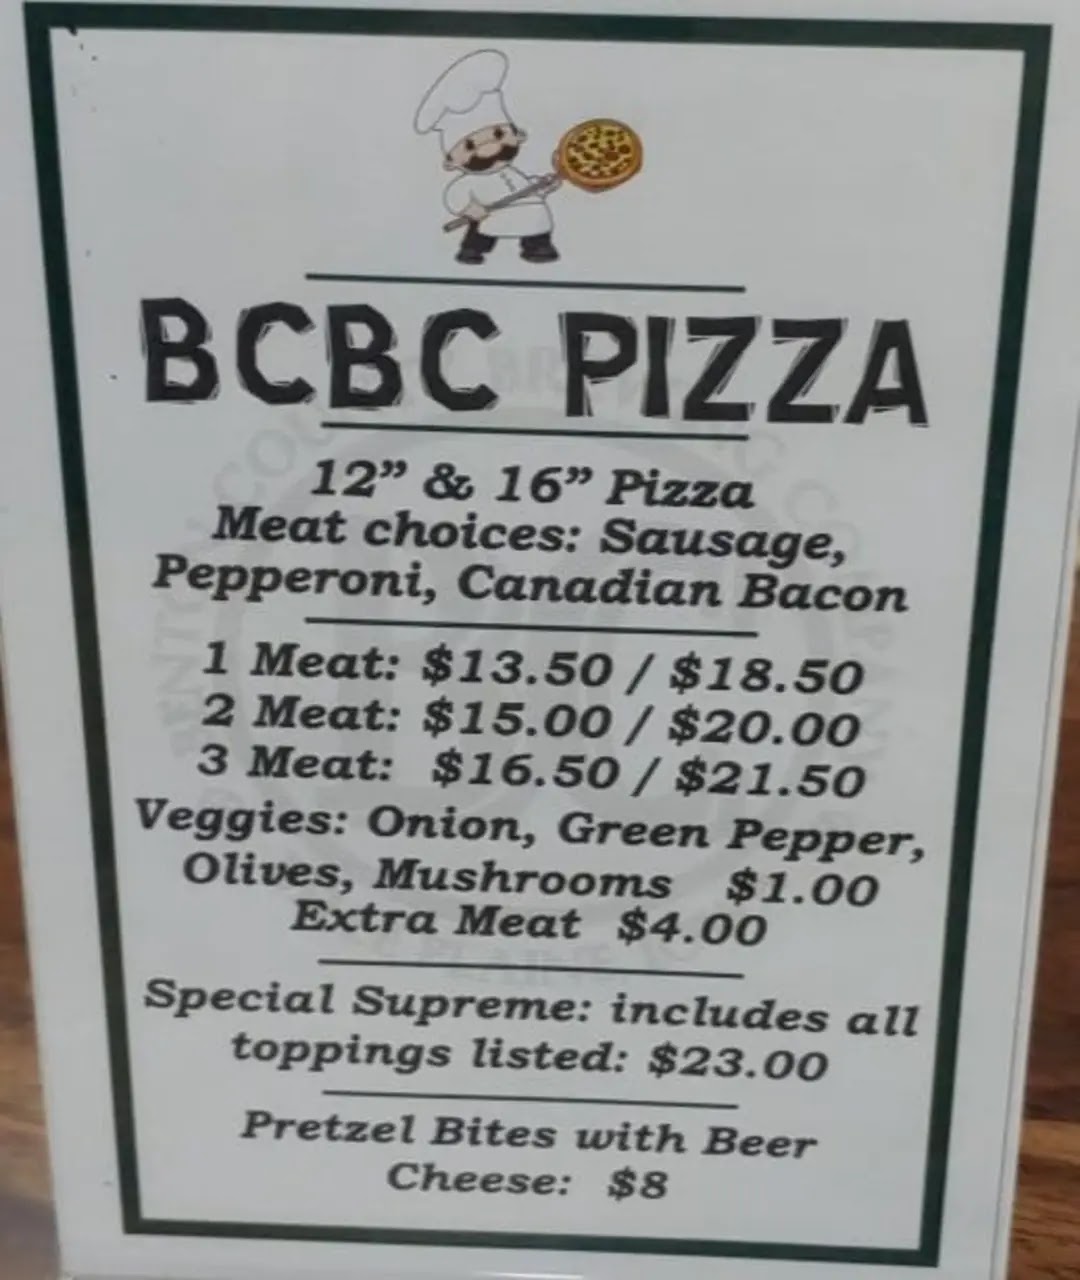 BCBC PIZZA
12” & 16” Pizza
Meat choices: Sausage,
Pepperoni, Canadian Bacon
1 Meat: $13.50 / $18.50
2 Meat: $15.00 / $20.00
3 Meat: $16.50 / $21.50
Veggies: Onion, Green Pepper,
Olives, Mushrooms $1.00
Extra Meat $4.00
Special Supreme: includes all
toppings listed: $23.00
Pretzel Bites with Beer
Cheese: $8